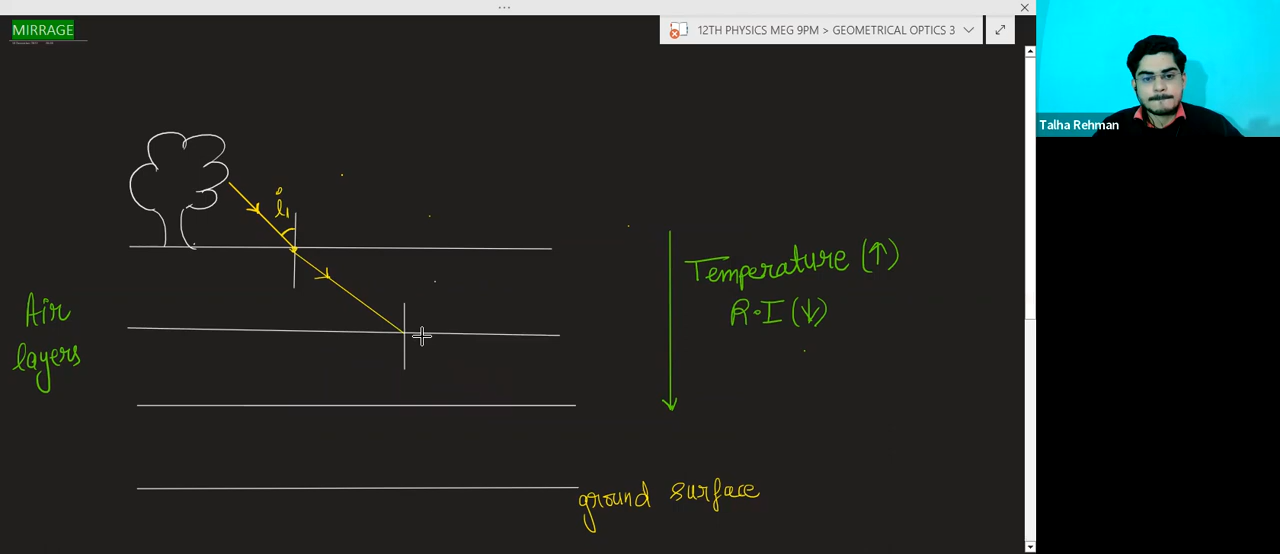 MIRRAGE
12TH PHYSICS MEG 9PM > GEOMETRICAL OPTICS 3
Talha Rehman
i1
Temperature (↑)
R.I (↓)
Air
layers
ground surface